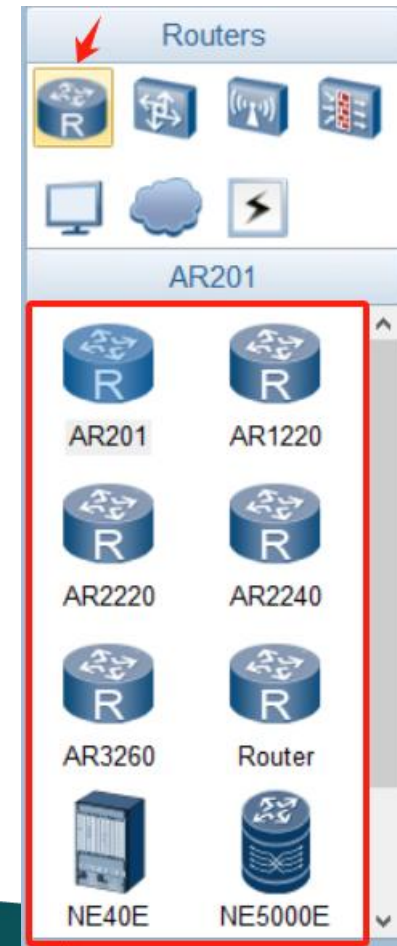 Routers
R
AR201
R R
AR201 AR1220
R R
AR2220 AR2240
R R
AR3260 Router
NE40E NE5000E